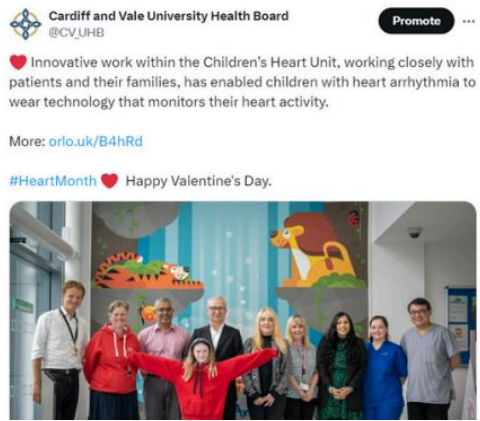 Cardiff and Vale University Health Board
@CV_UHB
Promote
❤️ Innovative work within the Children's Heart Unit, working closely with
patients and their families, has enabled children with heart arrhythmia to
wear technology that monitors their heart activity.
More: orlo.uk/B4hRd
#HeartMonth ❤️ Happy Valentine's Day.